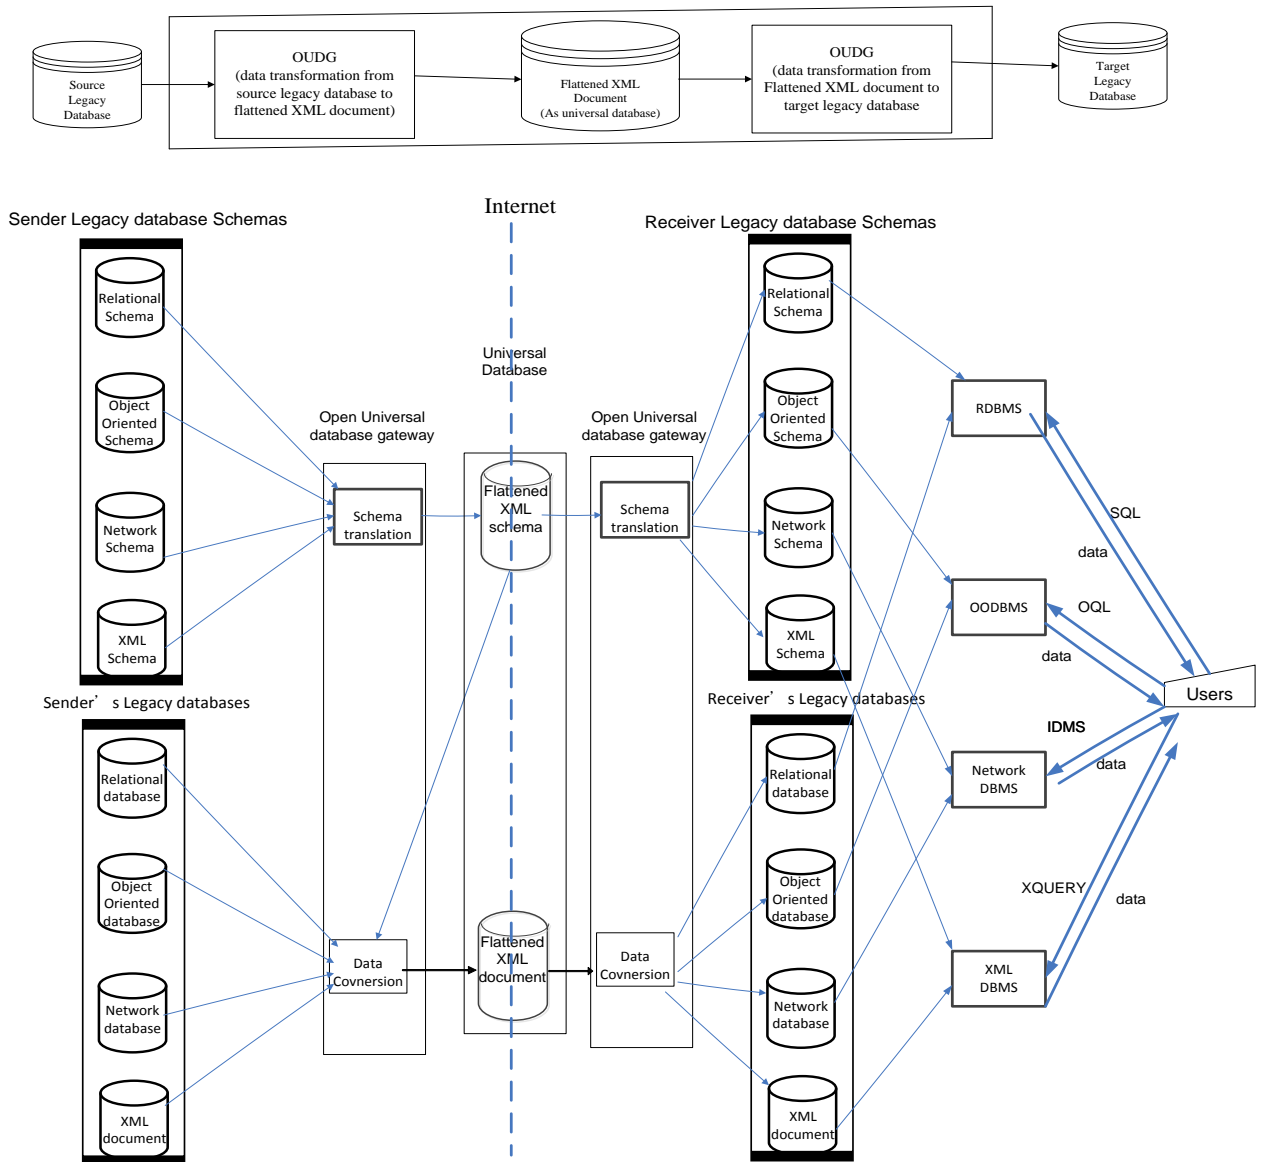 Source
Legacy
Database
OUDG
(data transformation from
source legacy database to
flattened XML document)
Flattened XML
Document
(As universal database)
OUDG
(data transformation from
Flattened XML document to
target legacy database
Target
Legacy
Database
Internet
Sender Legacy database Schemas
Receiver Legacy database Schemas
Relational
Schema
Object
Oriented
Schema
Network
Schema
XML
Schema
Open Universal
database gateway
Schema
translation
Universal
Database
Flattened
XML
schema
Open Universal
database gateway
Schema
translation
Relational
Schema
Object
Oriented
Schema
Network
Schema
XML
Schema
RDBMS
SQL
data
OODBMS
OQL
data
Users
IDMS
data
Network
DBMS
XQUERY
data
XML
DBMS
Sender’s Legacy databases
Relational
database
Object
Oriented
database
Network
database
XML
document
Data
Covnersion
Flattened
XML
document
Data
Covnersion
Receiver’s Legacy databases
Relational
database
Object
Oriented
database
Network
database
XML
document